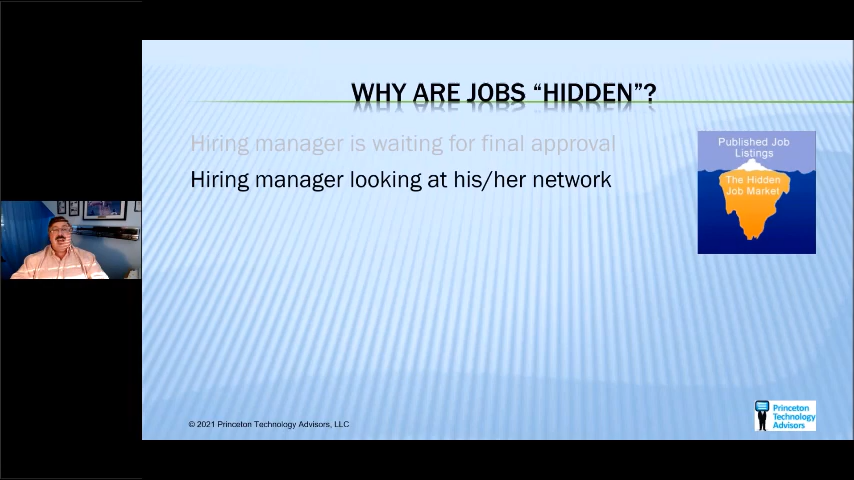 WHY ARE JOBS “HIDDEN”?
Hiring manager is waiting for final approval
Hiring manager looking at his/her network
Published Job
Listings
The Hidden
Job Market
© 2021 Princeton Technology Advisors, LLC
Princeton
Technology
Advisors